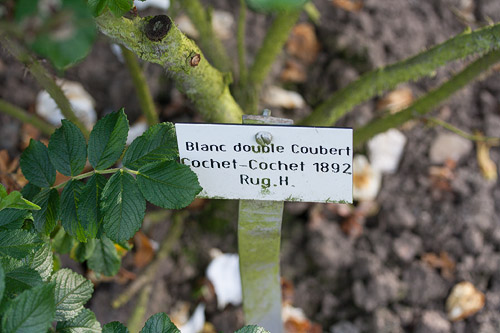 Blanc double Coubert
Cochet-Cochet 1892
Rug.H.